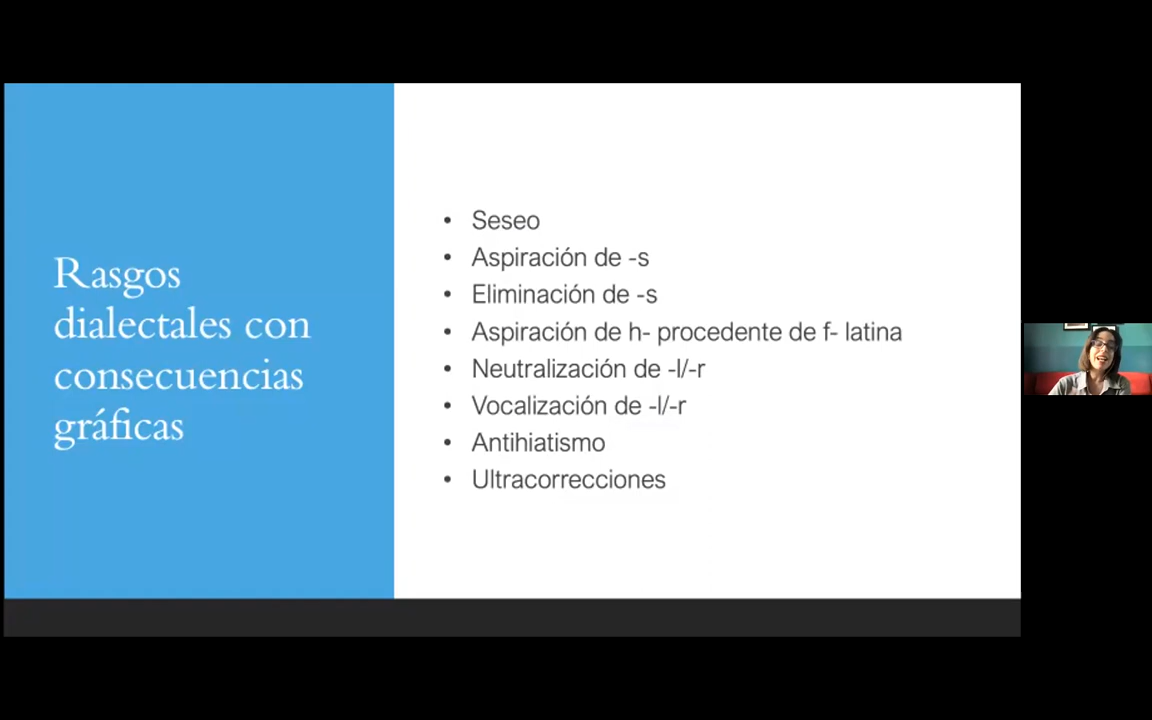 Rasgos
dialectales con
consecuencias
gráficas
• Seseo
• Aspiración de -s
• Eliminación de -s
• Aspiración de h- procedente de f- latina
• Neutralización de -l/-r
• Vocalización de -l/-r
• Antihiatismo
• Ultracorrecciones